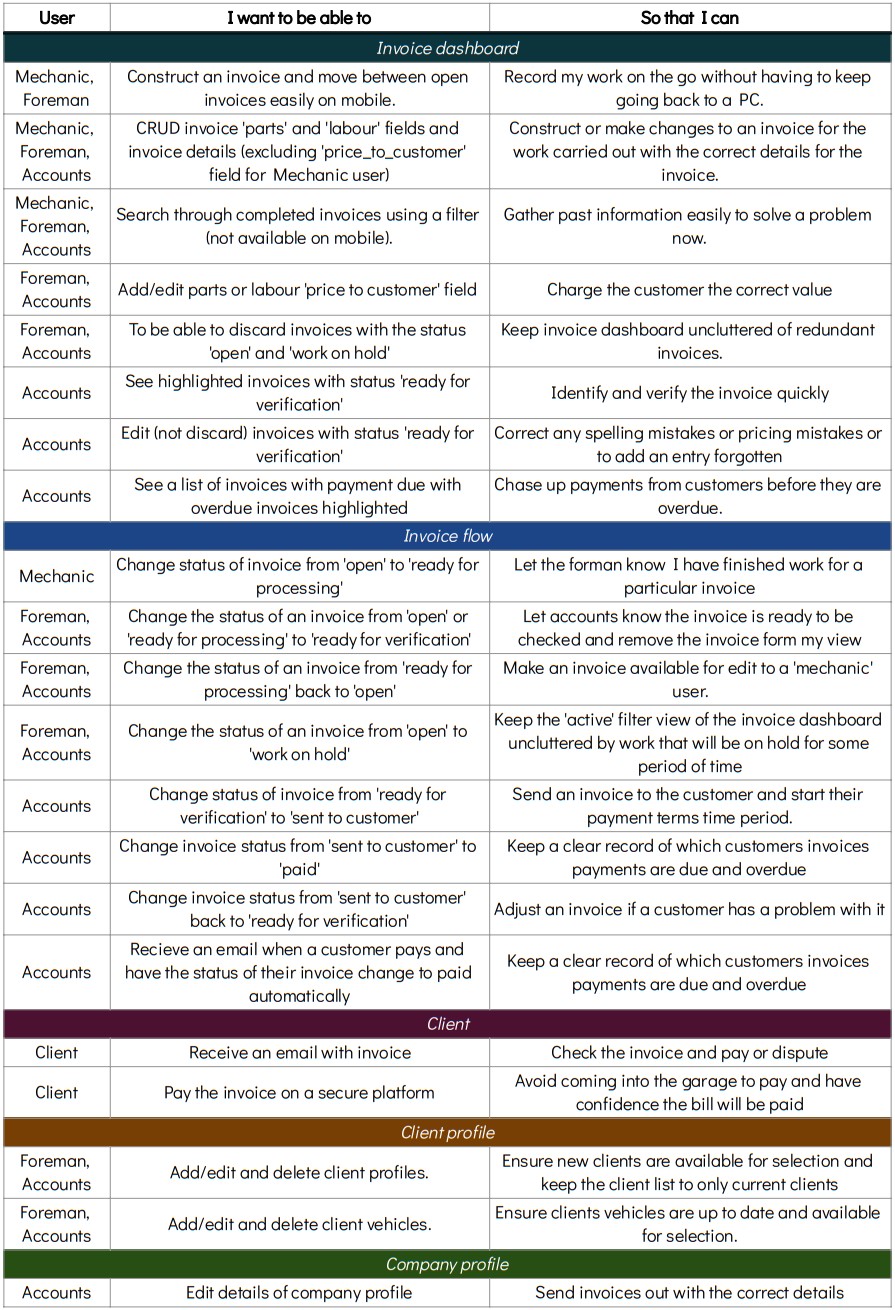 User I want to be able to So that I can
Invoice dashboard
Mechanic,
Foreman
Construct an invoice and move between open
invoices easily on mobile.
Record my work on the go without having to keep
going back to a PC.
Mechanic,
Foreman,
Accounts
CRUD invoice 'parts' and 'labour' fields and
invoice details (excluding 'price_to_customer'
field for Mechanic user)
Construct or make changes to an invoice for the
work carried out with the correct details for the
invoice.
Mechanic,
Foreman,
Accounts
Search through completed invoices using a filter
(not available on mobile).
Gather past information easily to solve a problem
now.
Foreman,
Accounts
Add/edit parts or labour 'price to customer' field
Charge the customer the correct value
Foreman,
Accounts
To be able to discard invoices with the status
'open' and 'work on hold'
Keep invoice dashboard uncluttered of redundant
invoices.
Accounts
See highlighted invoices with status 'ready for
verification'
Identify and verify the invoice quickly
Accounts
Edit (not discard) invoices with status 'ready for
verification'
Correct any spelling mistakes or pricing mistakes or
to add an entry forgotten
Accounts
See a list of invoices with payment due with
overdue invoices highlighted
Chase up payments from customers before they are
overdue.
Invoice flow
Mechanic
Change status of invoice from 'open' to 'ready for
processing'
Let the forman know I have finished work for a
particular invoice
Foreman,
Accounts
Change the status of an invoice from 'open' or
'ready for processing' to 'ready for verification'
Let accounts know the invoice is ready to be
checked and remove the invoice form my view
Foreman,
Accounts
Change the status of an invoice from 'ready for
processing' back to 'open'
Make an invoice available for edit to a 'mechanic'
user.
Foreman,
Accounts
Change the status of an invoice from 'open' to
'work on hold'
Keep the 'active' filter view of the invoice dashboard
uncluttered by work that will be on hold for some
period of time
Accounts
Change status of invoice from 'ready for
verification' to 'sent to customer'
Send an invoice to the customer and start their
payment terms time period.
Accounts
Change invoice status from 'sent to customer' to
'paid'
Keep a clear record of which customers invoices
payments are due and overdue
Accounts
Change invoice status from 'sent to customer'
back to 'ready for verification'
Adjust an invoice if a customer has a problem with it
Accounts
Recieve an email when a customer pays and
have the status of their invoice change to paid
automatically
Keep a clear record of which customers invoices
payments are due and overdue
Client
Client
Receive an email with invoice
Check the invoice and pay or dispute
Client
Pay the invoice on a secure platform
Avoid coming into the garage to pay and have
confidence the bill will be paid
Client profile
Foreman,
Accounts
Add/edit and delete client profiles.
Ensure new clients are available for selection and
keep the client list to only current clients
Foreman,
Accounts
Add/edit and delete client vehicles.
Ensure clients vehicles are up to date and available
for selection.
Company profile
Accounts
Edit details of company profile
Send invoices out with the correct details